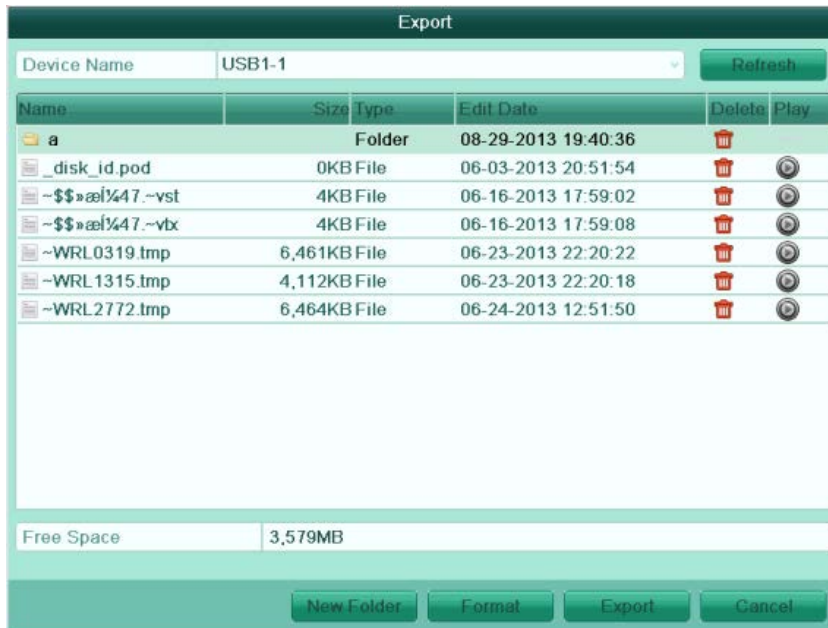 Export
Device Name USB1-1 Refresh
Name Size Type Edit Date Delete Play
a Folder 08-29-2013 19:40:36
_disk_id.pod 0KB File 06-03-2013 20:51:54
~$$»æÍ¼47.~vst 4KB File 06-16-2013 17:59:02
~$$»æÍ¼47.~vtx 4KB File 06-16-2013 17:59:08
~WRL0319.tmp 6,461KB File 06-23-2013 22:20:22
~WRL1315.tmp 4,112KB File 06-23-2013 22:20:18
~WRL2772.tmp 6,464KB File 06-24-2013 12:51:50
Free Space 3,579MB
New Folder Format Export Cancel